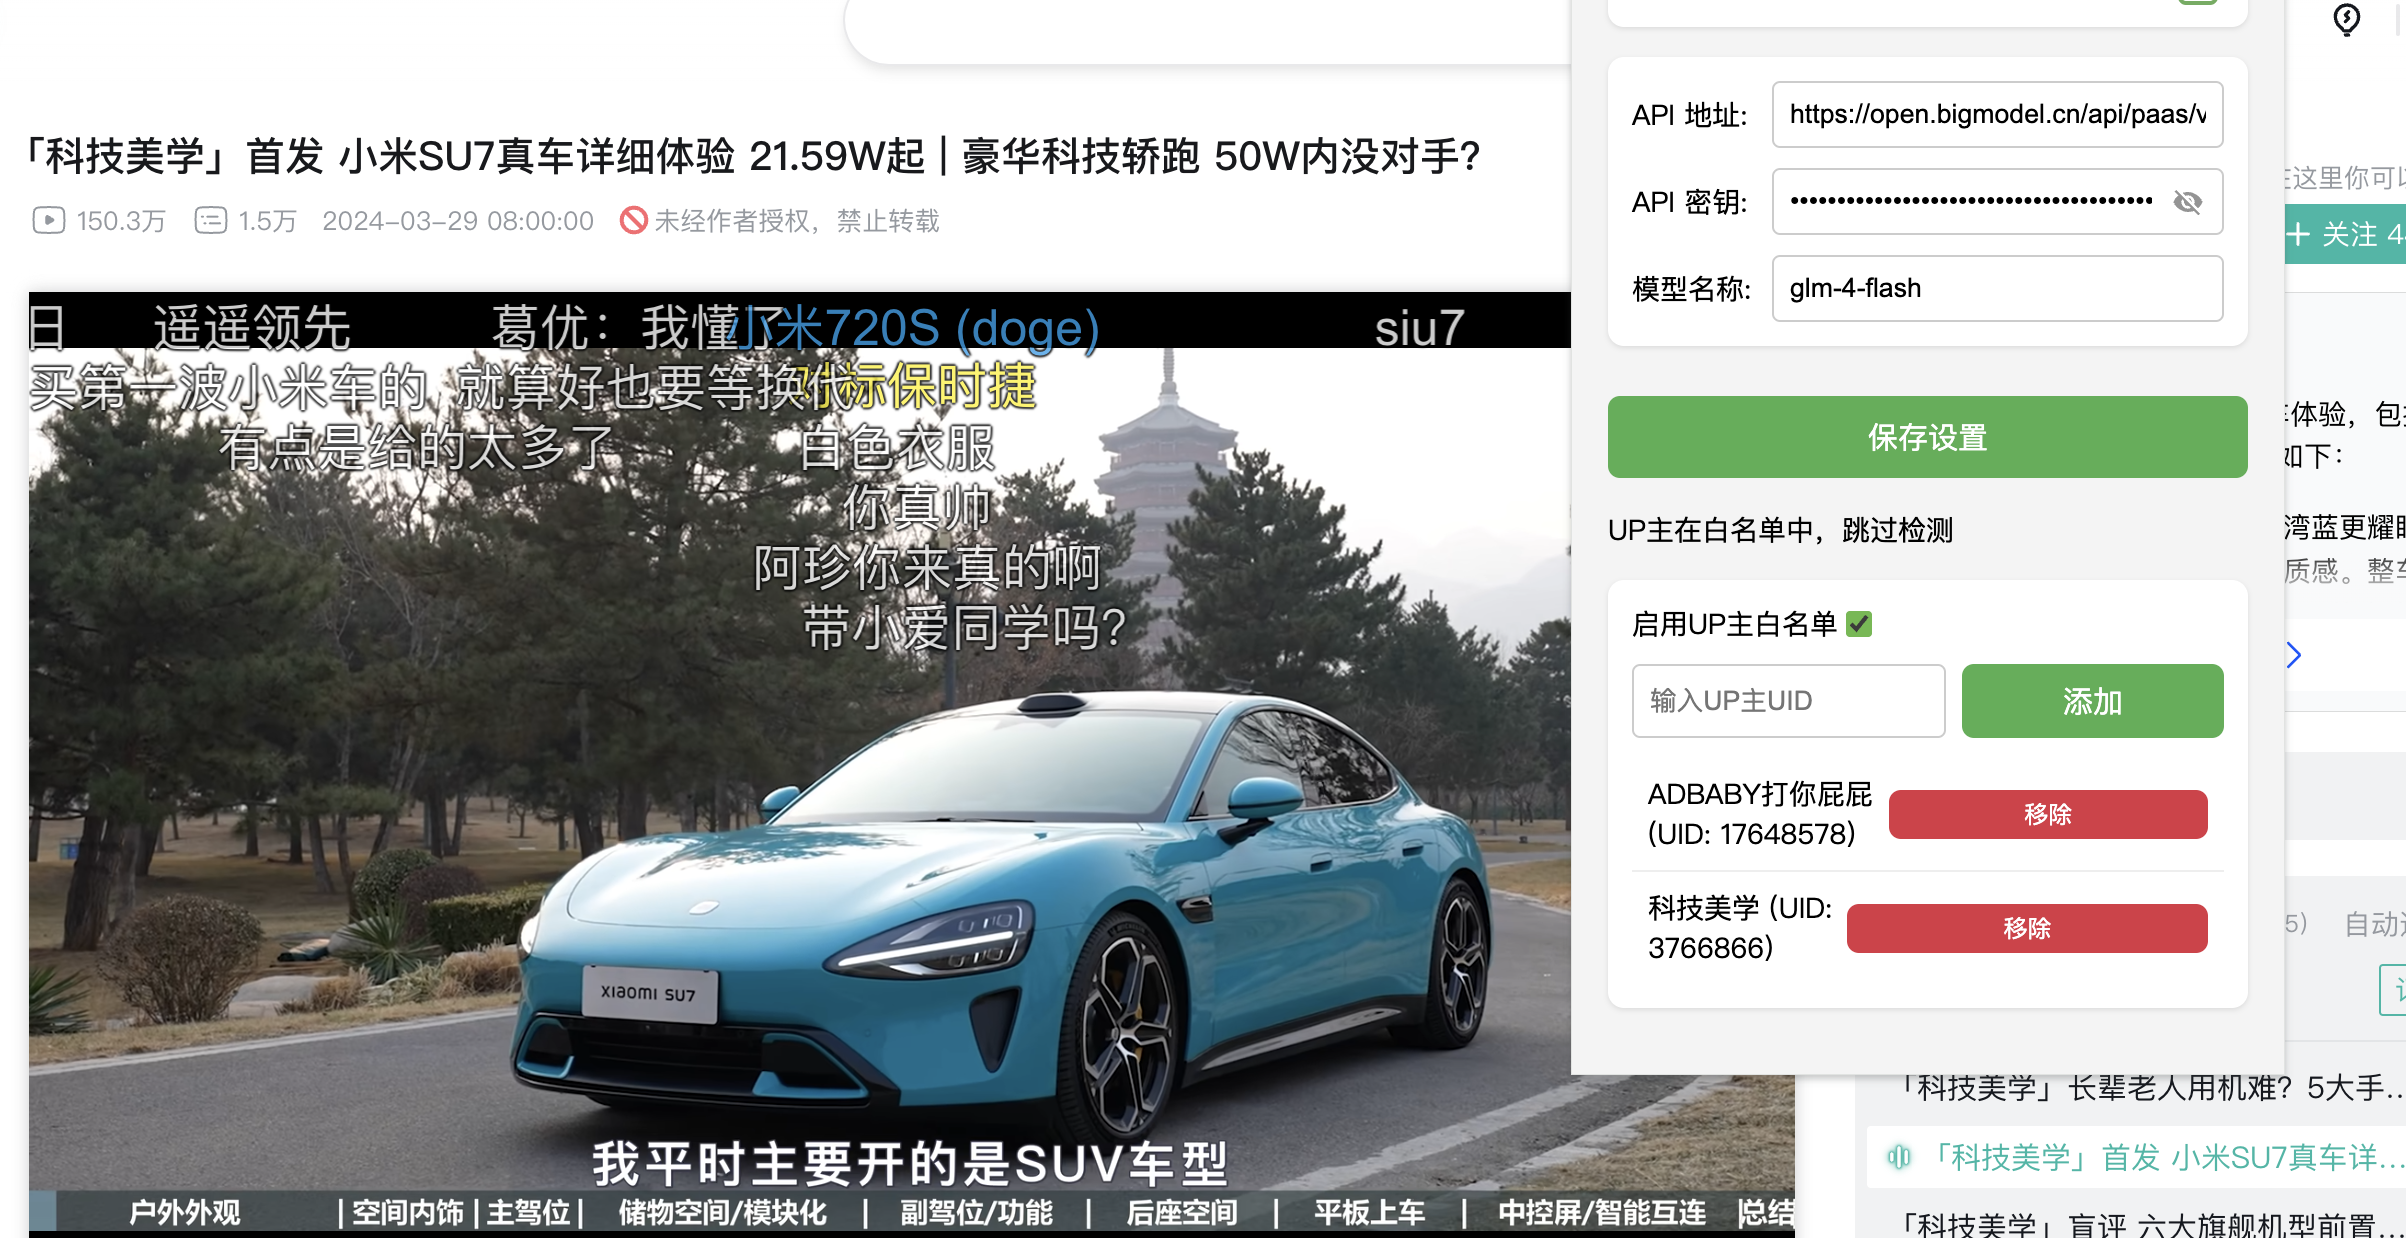 「科技美学」首发 小米SU7真车详细体验 21.59W起 | 豪华科技轿跑 50W内没对手?
150.3万 1.5万 2024-03-29 08:00:00 未经作者授权，禁止转载
日 遥遥领先 葛优：我懂了 小米720S (doge) siu7
买第一波小米车的 就算好也要等换代 对标保时捷
有点是给的太多了 白色衣服
你真帅
阿珍你来真的啊
带小爱同学吗?
XIAOMI SU7
我平时主要开的是SUV车型
户外外观 | 空间内饰 | 主驾位 | 储物空间/模块化 | 副驾位/功能 | 后座空间 | 平板上车 | 中控屏/智能互连 | 总结
API 地址: https://open.bigmodel.cn/api/paas/v
API 密钥: ••••••••••••••••••••••••••••••••••••••
模型名称: glm-4-flash
保存设置
UP主在白名单中，跳过检测
启用UP主白名单
输入UP主UID 添加
ADBABY打你屁屁
(UID: 17648578)
移除
科技美学 (UID:
3766866)
移除
这里你可以
+ 关注 4
体验，包
如下：
湾蓝更耀
质感。整
5) 自动
「科技美学」长辈老人用机难? 5大手...
「科技美学」首发 小米SU7真车详...
「科技美学」盲评 六大旗舰机型前置...